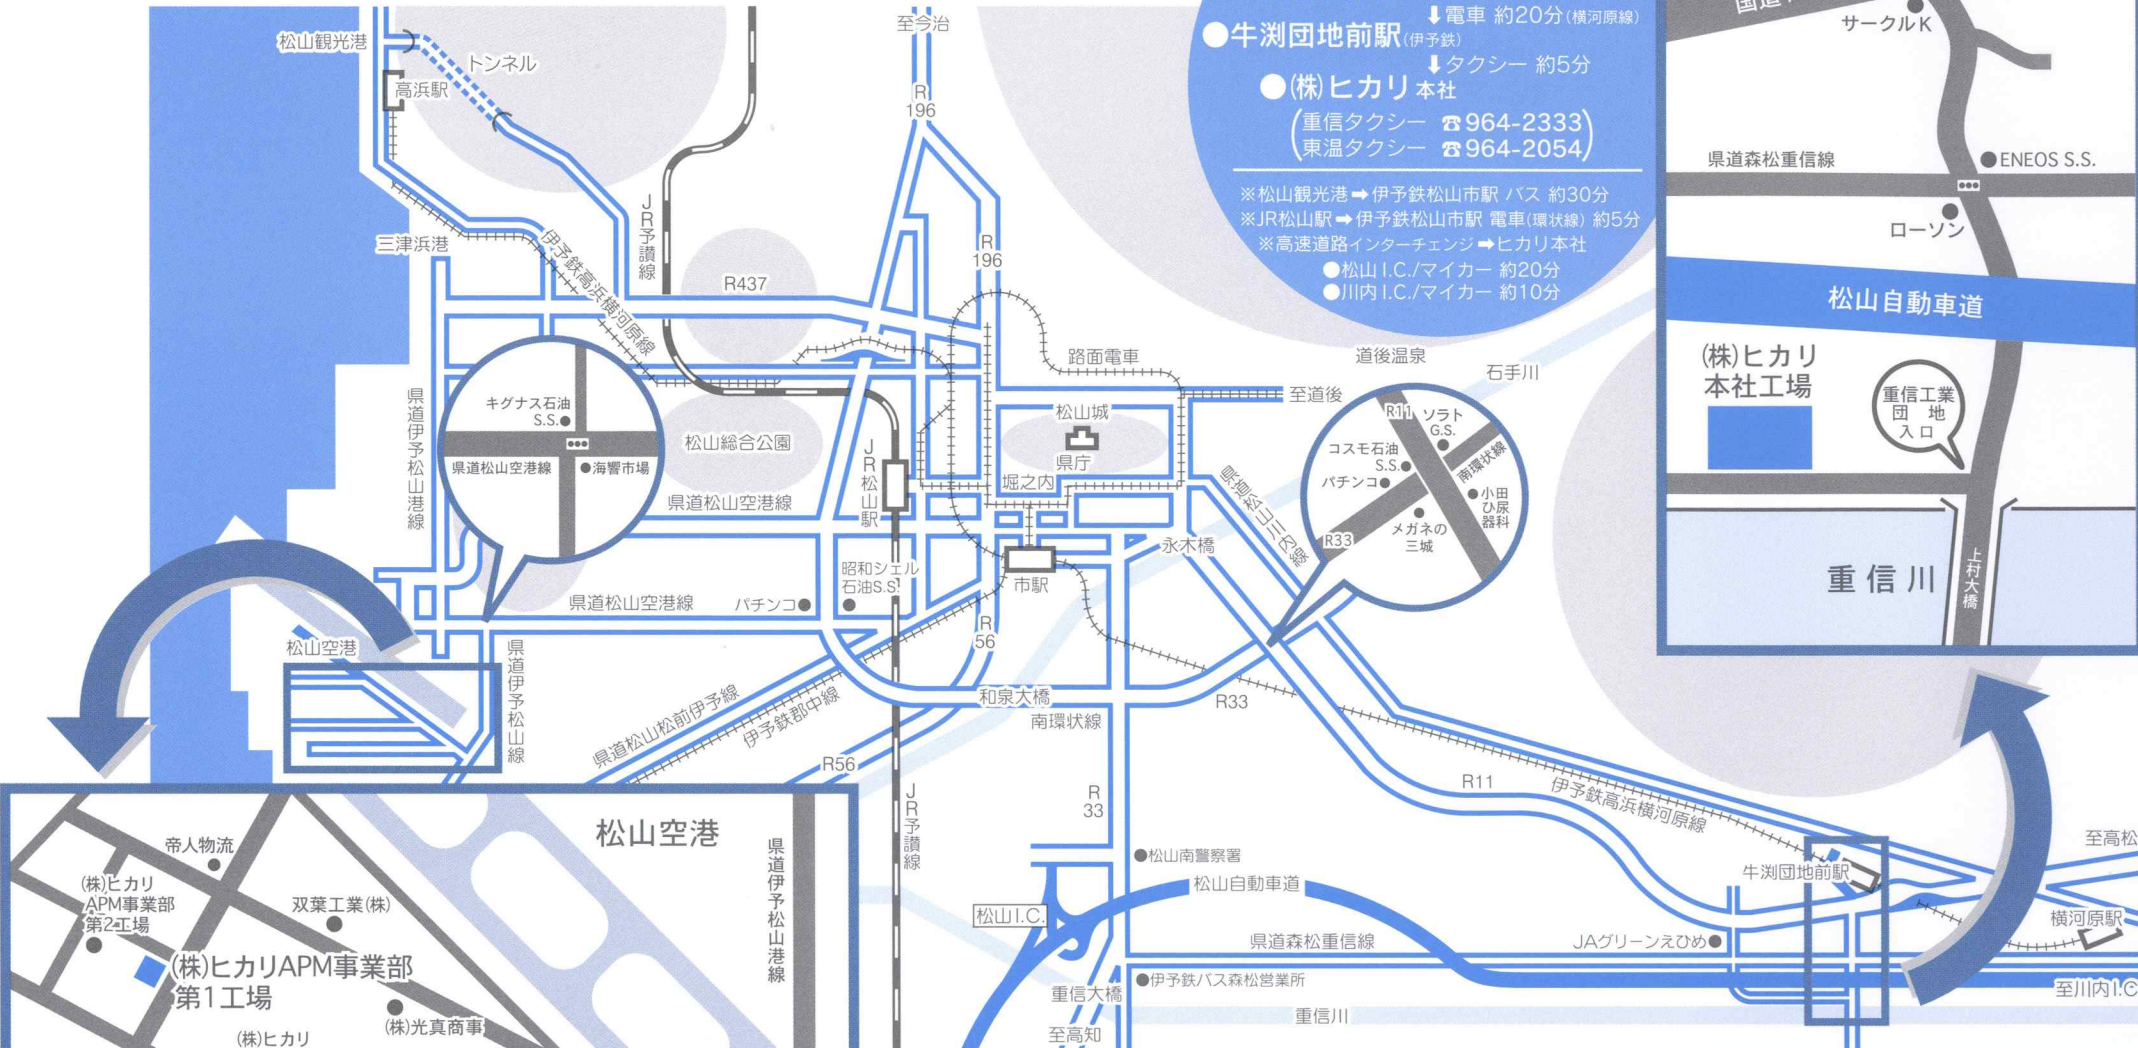 松山観光港
トンネル
高浜駅
至今治
R
196
JR予讃線
三津浜港
伊予鉄高浜横河原線
R437
R
196
⬇電車 約20分(横河原線)
●牛渕団地前駅(伊予鉄)
⬇タクシー 約5分
●(株)ヒカリ 本社
重信タクシー ☎964-2333
東温タクシー ☎964-2054
※松山観光港➡伊予鉄松山市駅 バス 約30分
※JR松山駅➡伊予鉄松山市駅 電車(環状線) 約5分
※高速道路インターチェンジ➡ヒカリ本社
●松山 I.C./マイカー 約20分
●川内 I.C./マイカー 約10分
サークルK
県道森松重信線
●ENEOS S.S.
ローソン
松山自動車道
(株)ヒカリ
本社工場
重信工業
団 地
入 口
重信川
上村大橋
路面電車
道後温泉
石手川
至道後
松山城
県庁
堀之内
県道伊予松山港線
キグナス石油
S.S.●
県道松山空港線
●海響市場
松山総合公園
JR松山駅
県道松山空港線
県道松山川内線
R11
ソラト
G.S.
コスモ石油
S.S.●
パチンコ●
南環状線
●小田
ひ尿
器科
メガネの
三城
R33
永木橋
市駅
昭和シェル
石油S.S.
県道松山空港線
パチンコ●
R
56
松山空港
県道伊予松山線
県道松山松前伊予線
伊予鉄郡中線
和泉大橋
南環状線
R33
R56
R
33
JR予讃線
R11
伊予鉄高浜横河原線
●松山南警察署
松山自動車道
松山I.C.
県道森松重信線
JAグリーンえひめ●
●伊予鉄バス森松営業所
重信大橋
至高知
重信川
牛渕団地前駅
至高松
横河原駅
至川内I.C
松山空港
県道伊予松山港線
帝人物流
(株)ヒカリ
APM事業部
第2工場
双葉工業(株)
(株)ヒカリAPM事業部
第1工場
(株)光真商事
(株)ヒカリ